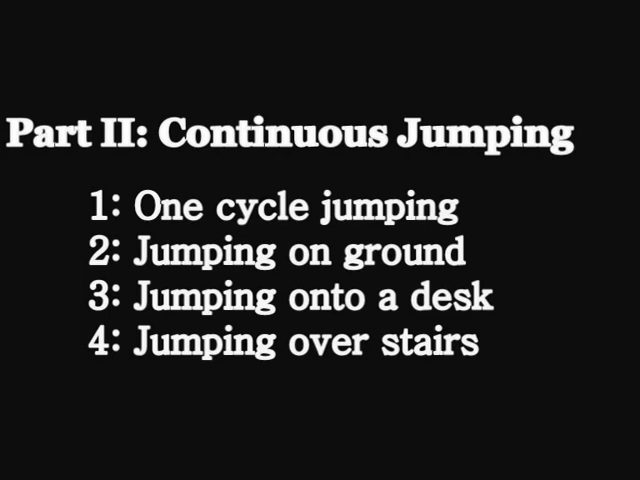 Part II: Continuous Jumping
1: One cycle jumping
2: Jumping on ground
3: Jumping onto a desk
4: Jumping over stairs